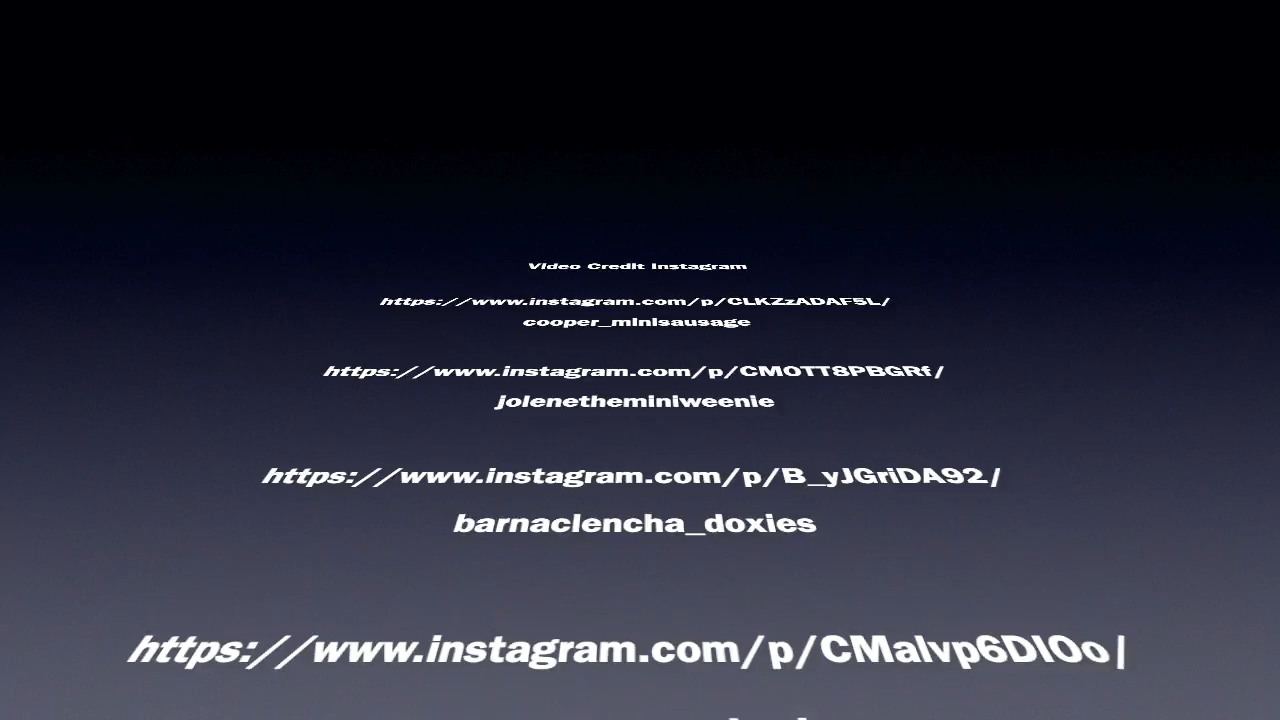 Video Credit Instagram
https://www.instagram.com/p/CLKZzADAF5L/
cooper_minisausage
https://www.instagram.com/p/CMOTT8PBGRf/
jolenetheminiweenie
https://www.instagram.com/p/B_yJGriDA92/
barnaclencha_doxies
https://www.instagram.com/p/CMalvp6DIOo/